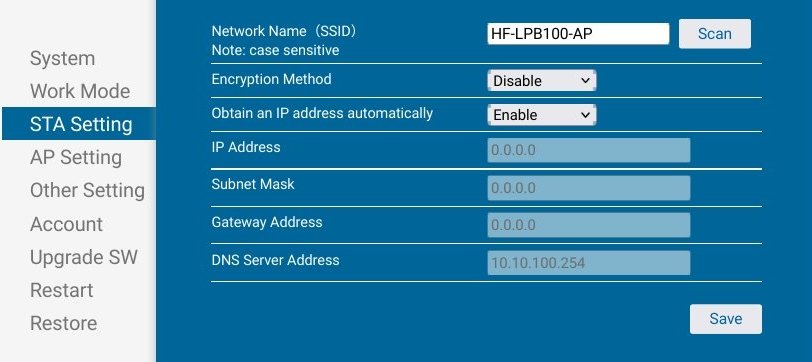 System
Work Mode
STA Setting
AP Setting
Other Setting
Account
Upgrade SW
Restart
Restore
Network Name（SSID） HF-LPB100-AP Scan
Note: case sensitive
Encryption Method Disable
Obtain an IP address automatically Enable
IP Address 0.0.0.0
Subnet Mask 0.0.0.0
Gateway Address 0.0.0.0
DNS Server Address 10.10.100.254
Save